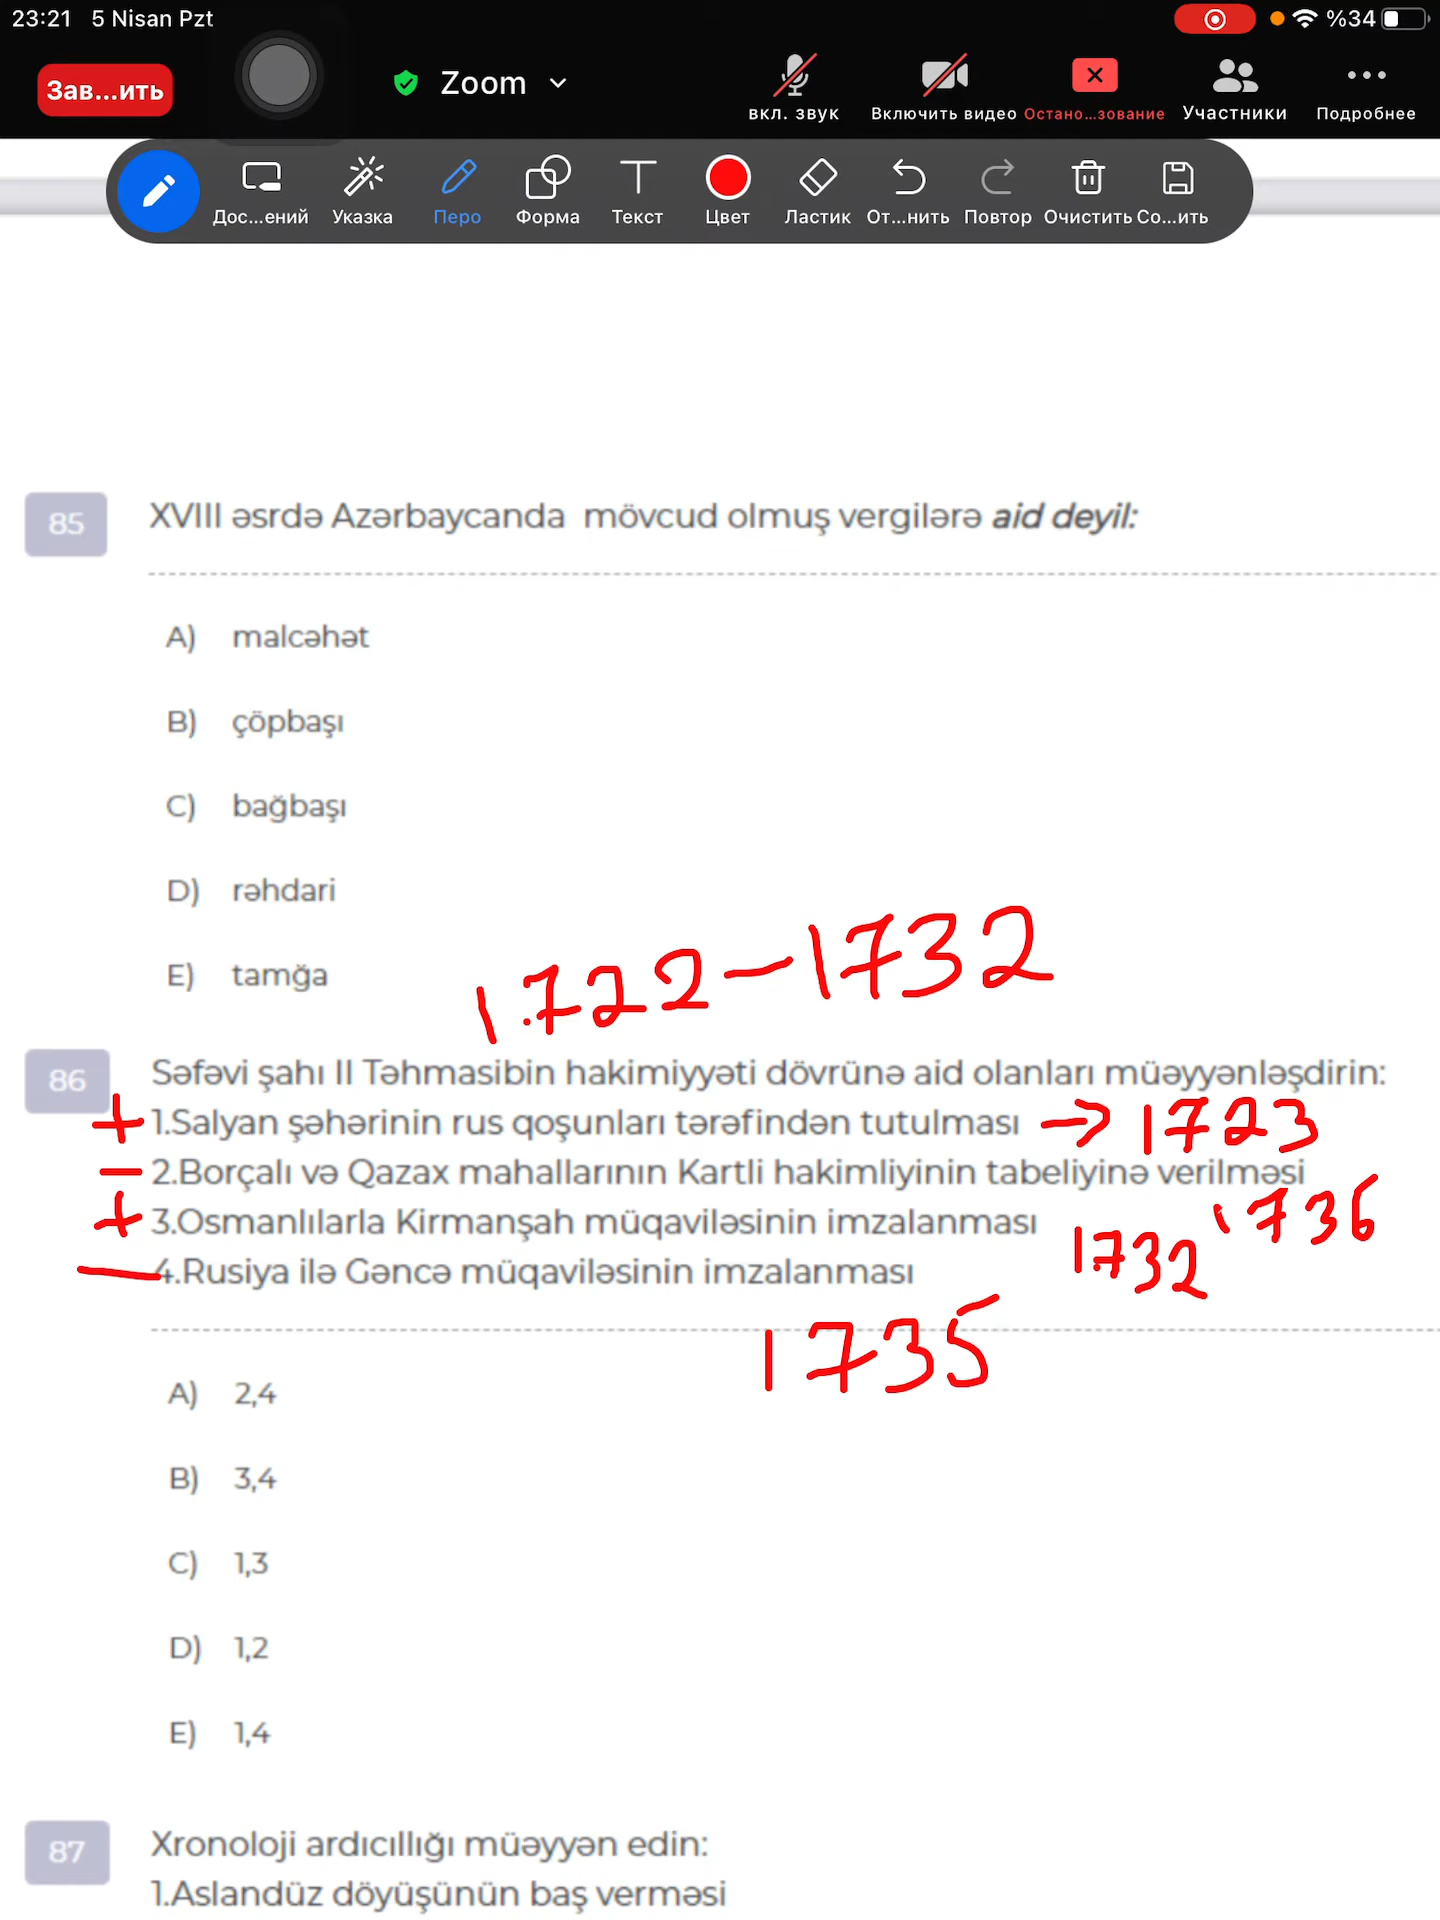 23:21 5 Nisan Pzt
%34
Зав...ить
Zoom
вкл. звук
Включить видео
Остано...зование
Участники
Подробнее
Дос...ений
Указка
Перо
Форма
Текст
Цвет
Ластик
От...нить
Повтор
Очистить
Со...ить
85
XVIII əsrdə Azərbaycanda mövcud olmuş vergilərə aid deyil:
A) malcəhət
B) çöpbaşı
C) bağbaşı
D) rəhdari
E) tamğa
1722-1732
86
Səfəvi şahı II Təhmasibin hakimiyyəti dövrünə aid olanları müəyyənləşdirin:
+ 1.Salyan şəhərinin rus qoşunları tərəfindən tutulması → 1723
- 2.Borçalı və Qazax mahallarının Kartli hakimliyinin tabeliyinə verilməsi
1736
+ 3.Osmanlılarla Kirmanşah müqaviləsinin imzalanması
1732
- 4.Rusiya ilə Gəncə müqaviləsinin imzalanması
1735
A) 2,4
B) 3,4
C) 1,3
D) 1,2
E) 1,4
87
Xronoloji ardıcıllığı müəyyən edin:
1.Aslandüz döyüşünün baş verməsi